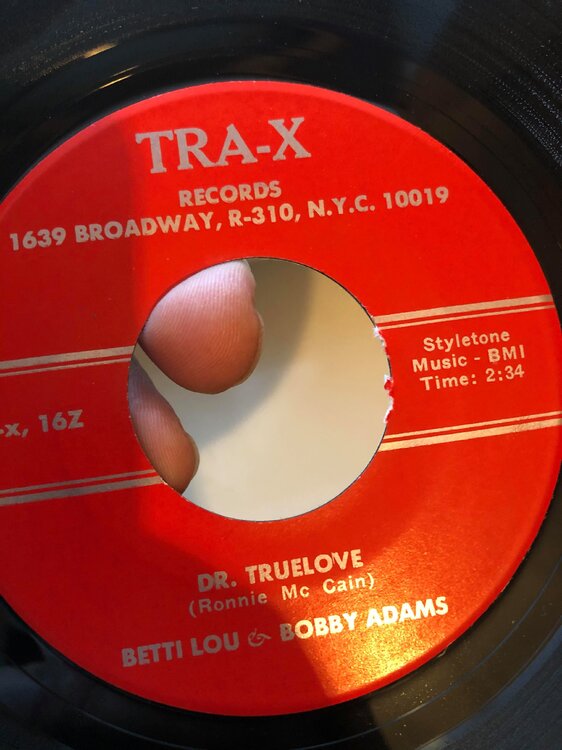 TRA-X
RECORDS
1639 BROADWAY, R-310, N.Y.C. 10019
Styletone
Music - BMI
Time: 2:34
-x, 16Z
DR. TRUELOVE
(Ronnie Mc Cain)
BETTI LOU & BOBBY ADAMS